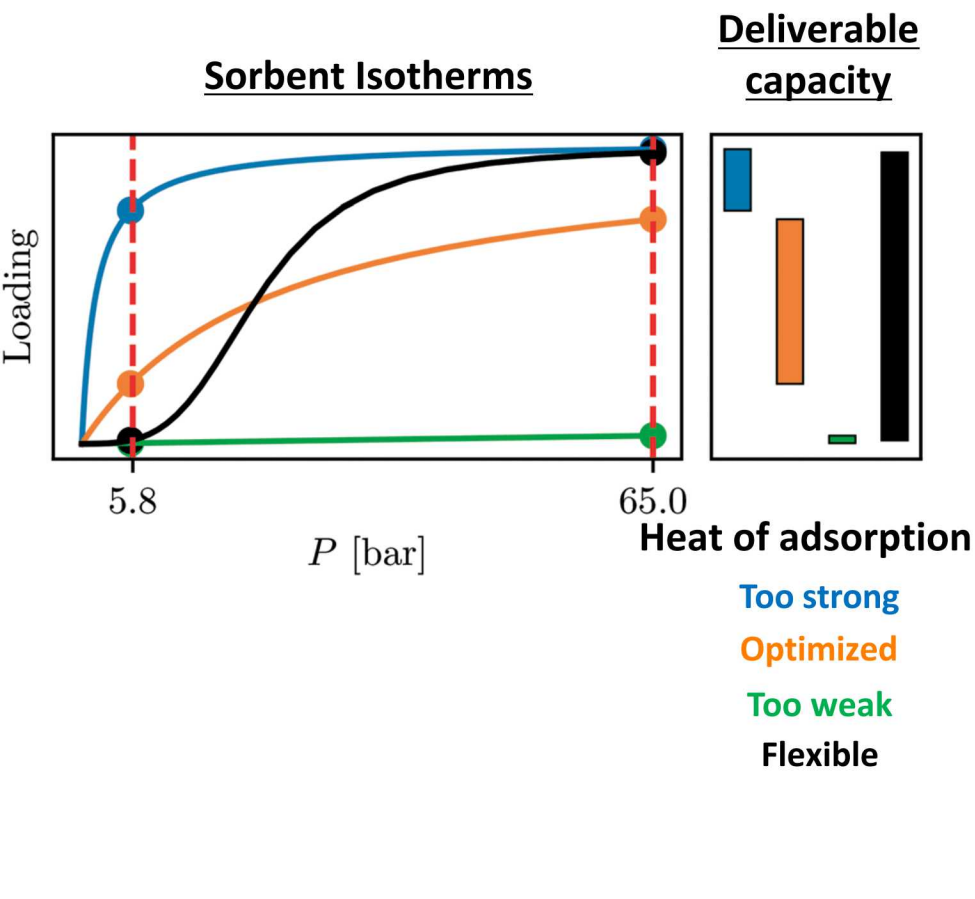 Deliverable
capacity
Sorbent Isotherms
Loading
5.8
65.0
P [bar]
Heat of adsorption
Too strong
Optimized
Too weak
Flexible